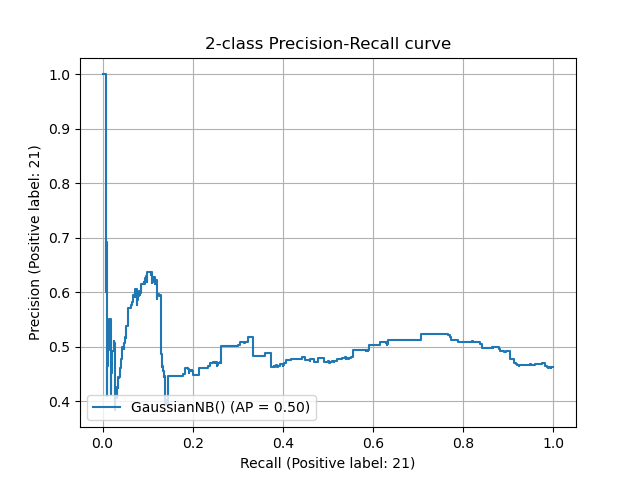 2-class Precision-Recall curve
1.0
0.9
0.8
0.7
0.6
0.5
0.4
Precision (Positive label: 21)
GaussianNB() (AP = 0.50)
0.0 0.2 0.4 0.6 0.8 1.0
Recall (Positive label: 21)